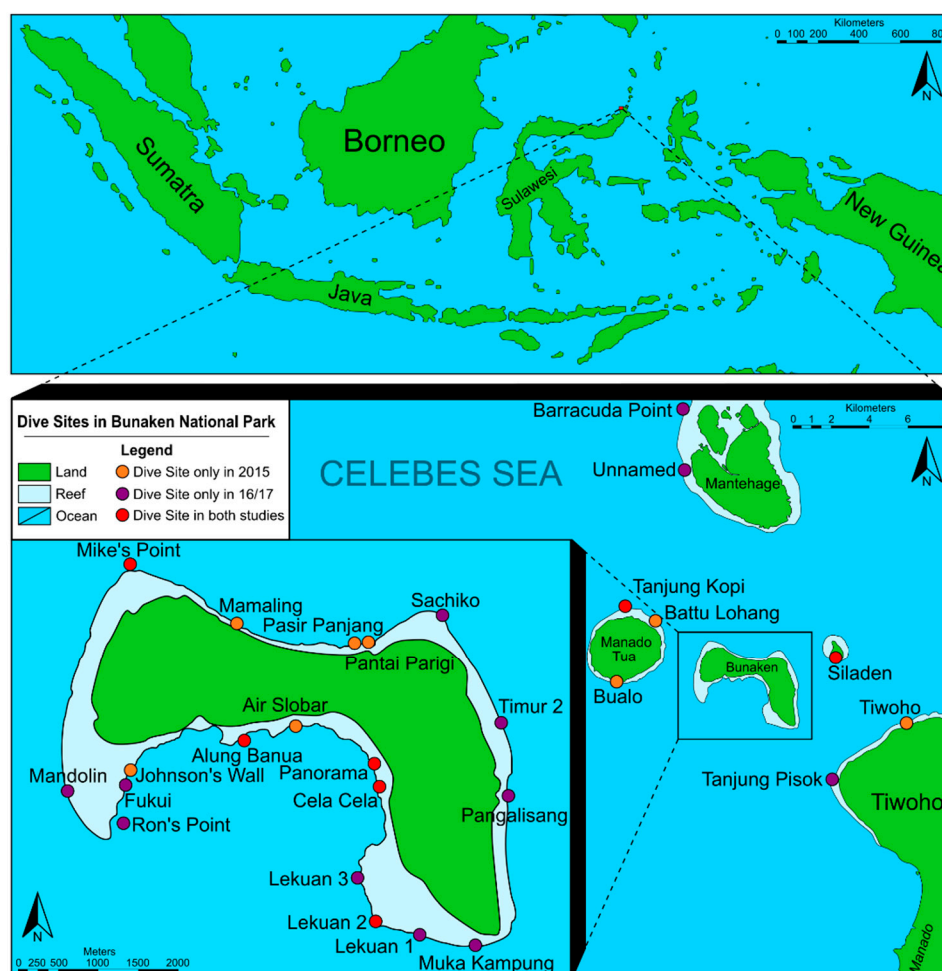 Kilometers
0 100 200 400 600 80
N
Borneo
Sumatra
Sulawesi
New Guinea
Java
Dive Sites in Bunaken National Park
Legend
Land
Reef
Ocean
Dive Site only in 2015
Dive Site only in 16/17
Dive Site in both studies
CELEBES SEA
Barracuda Point
Unnamed
Mantehage
Kilometers
0 1 2 4 6
N
Mike's Point
Mamaling
Pasir Panjang
Sachiko
Pantai Parigi
Air Slobar
Timur 2
Alung Banua
Mandolin
Johnson's Wall
Panorama
Fukui
Cela Cela
Pangalisang
Ron's Point
Lekuan 3
Lekuan 2
Lekuan 1
Muka Kampung
N
Meters
0 250 500 1000 1500 2000
Tanjung Kopi
Battu Lohang
Manado
Tua
Bunaken
Siladen
Bualo
Tiwoho
Tanjung Pisok
Tiwoho
Manado